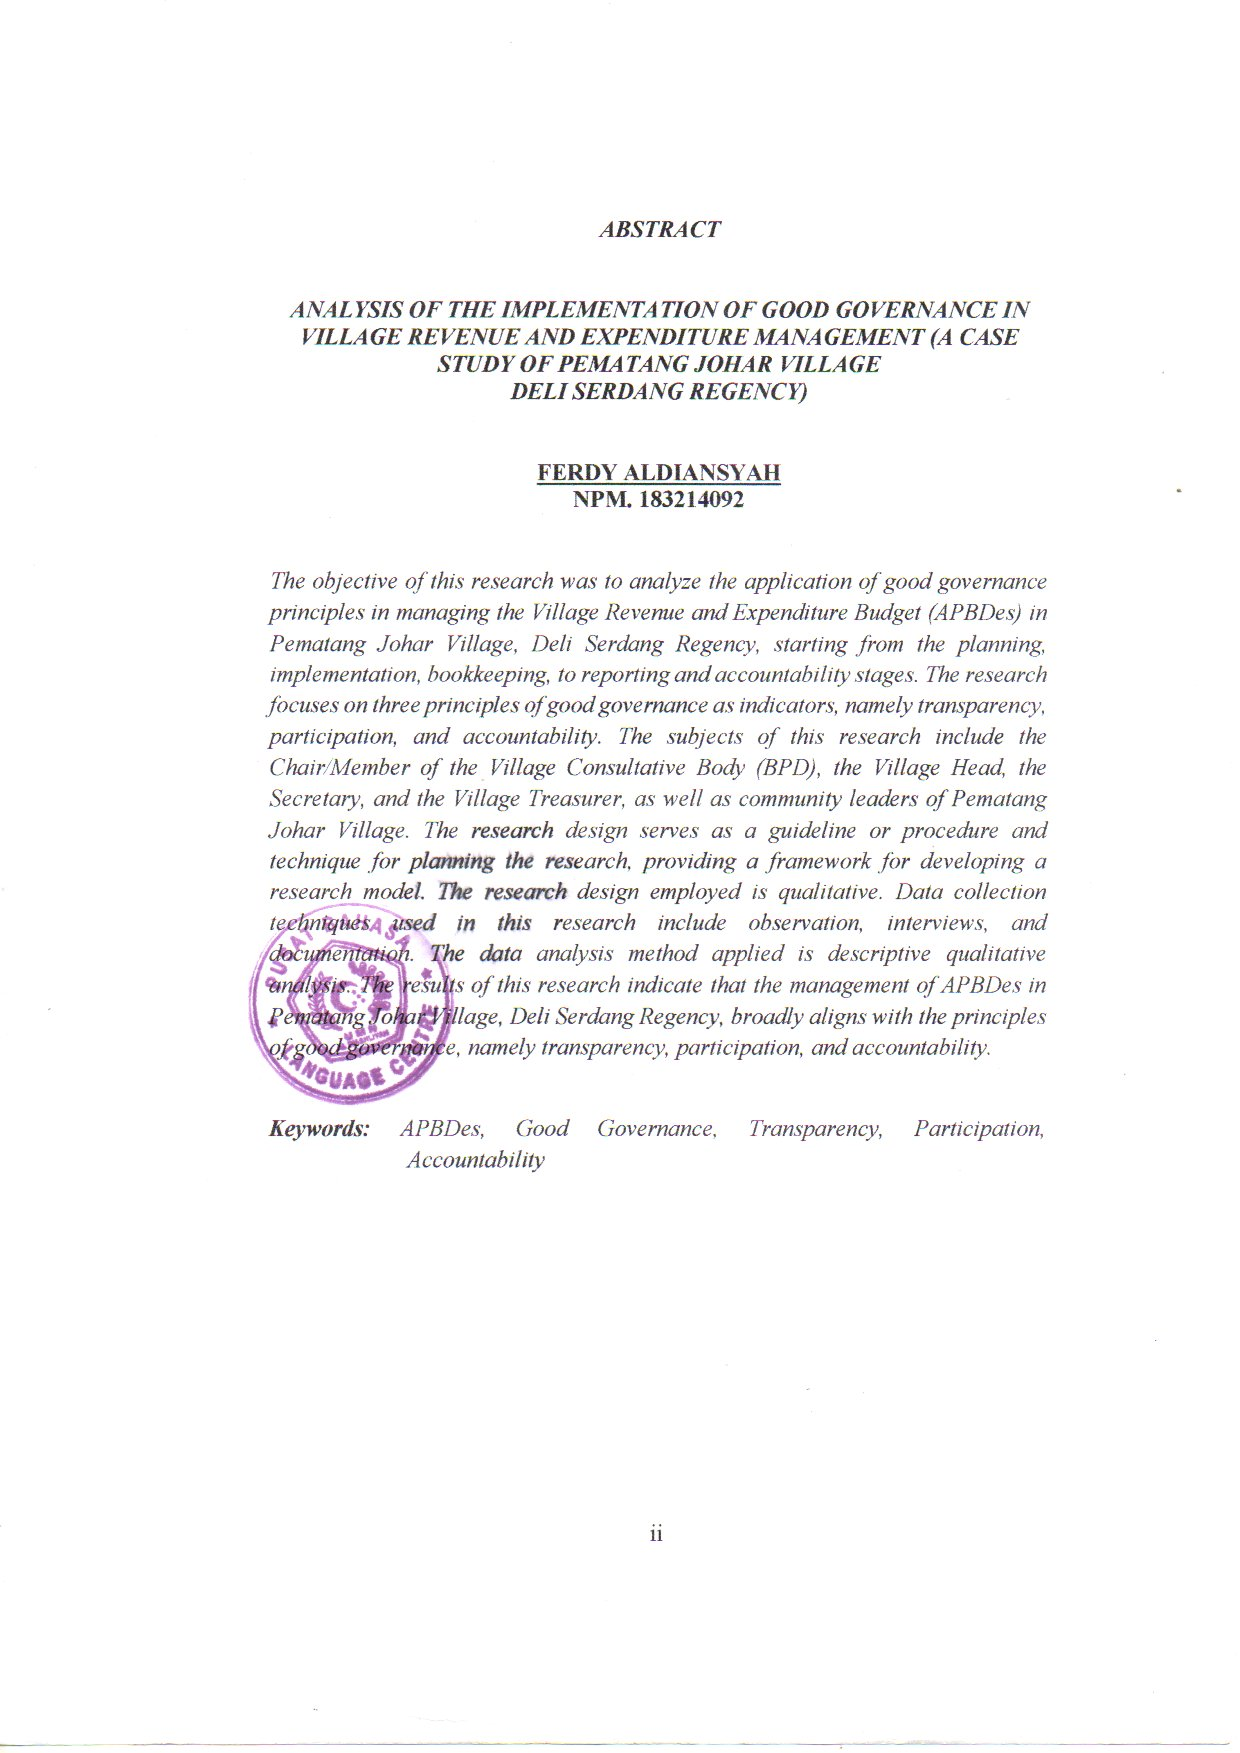 ABSTRACT
ANALYSIS OF THE IMPLEMENTATION OF GOOD GOVERNANCE IN
VILLAGE REVENUE AND EXPENDITURE MANAGEMENT (A CASE
STUDY OF PEMATANG JOHAR VILLAGE
DELI SERDANG REGENCY)
FERDY ALDIANSYAH
NPM. 183214092
The objective of this research was to analyze the application of good governance
principles in managing the Village Revenue and Expenditure Budget (APBDes) in
Pematang Johar Village, Deli Serdang Regency, starting from the planning,
implementation, bookkeeping, to reporting and accountability stages. The research
focuses on three principles of good governance as indicators, namely transparency,
participation, and accountability. The subjects of this research include the
Chair/Member of the Village Consultative Body (BPD), the Village Head, the
Secretary, and the Village Treasurer, as well as community leaders of Pematang
Johar Village. The research design serves as a guideline or procedure and
technique for planning the research, providing a framework for developing a
research model. The research design employed is qualitative. Data collection
techniques used in this research include observation, interviews, and
documentation. The data analysis method applied is descriptive qualitative
analysis. The results of this research indicate that the management of APBDes in
Pematang Johar Village, Deli Serdang Regency, broadly aligns with the principles
of good governance, namely transparency, participation, and accountability.
PUSAT BAHASA
LANGUAGE CENTRE
Keywords: APBDes, Good Governance, Transparency, Participation,
Accountability
ii